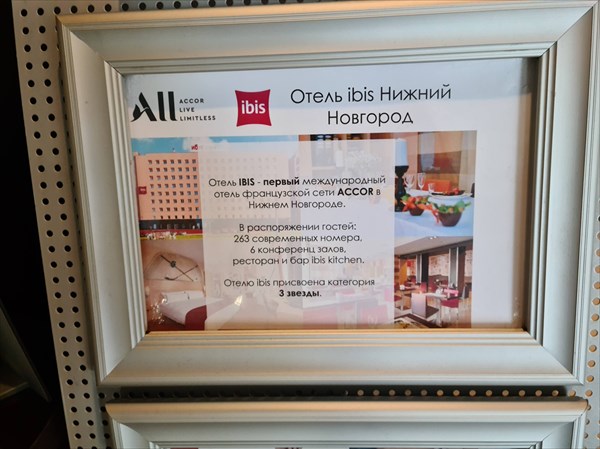 All ACCOR
LIVE
LIMITLESS
ibis
Отель ibis Нижний
Новгород
Отель IBIS - первый международный
отель французской сети ACCOR в
Нижнем Новгороде.
В распоряжении гостей:
263 современных номера,
6 конференц залов,
ресторан и бар ibis kitchen.
Отелю ibis присвоена категория
3 звезды.